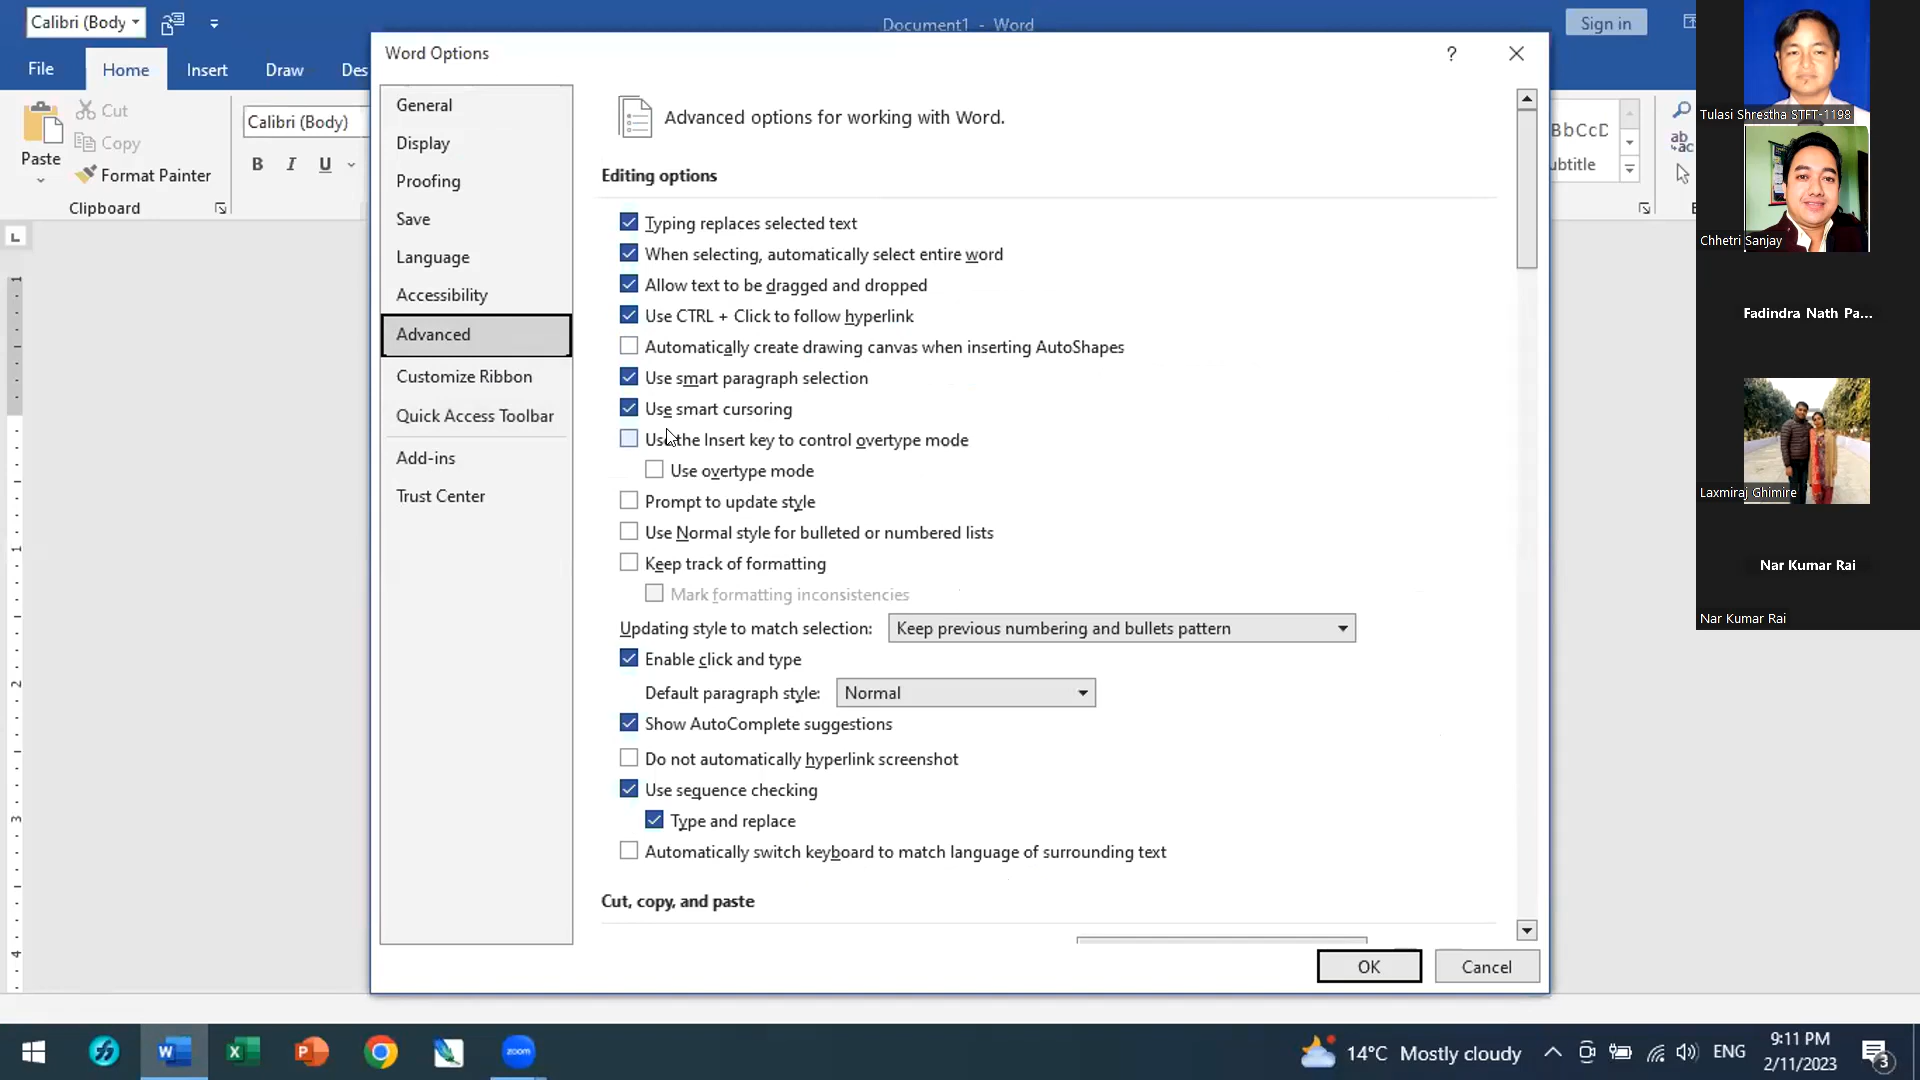 Calibri (Body
Document1 - Word
Sign in
File
Home
Insert
Draw
Des
Paste
Cut
Copy
Format Painter
Clipboard
Calibri (Body)
B I U
BbCcD
ubtitle
Word Options
General
Display
Proofing
Save
Language
Accessibility
Advanced
Customize Ribbon
Quick Access Toolbar
Add-ins
Trust Center
Advanced options for working with Word.
Editing options
Typing replaces selected text
When selecting, automatically select entire word
Allow text to be dragged and dropped
Use CTRL + Click to follow hyperlink
Automatically create drawing canvas when inserting AutoShapes
Use smart paragraph selection
Use smart cursoring
Use the Insert key to control overtype mode
Use overtype mode
Prompt to update style
Use Normal style for bulleted or numbered lists
Keep track of formatting
Mark formatting inconsistencies
Updating style to match selection: Keep previous numbering and bullets pattern
Enable click and type
Default paragraph style: Normal
Show AutoComplete suggestions
Do not automatically hyperlink screenshot
Use sequence checking
Type and replace
Automatically switch keyboard to match language of surrounding text
Cut, copy, and paste
OK
Cancel
Tulasi Shrestha STFT-1198
Chhetri Sanjay
Fadindra Nath Pa...
Laxmiraj Ghimire
Nar Kumar Rai
Nar Kumar Rai
1
1
2
3
4
zoom
14°C Mostly cloudy
ENG
9:11 PM
2/11/2023
3